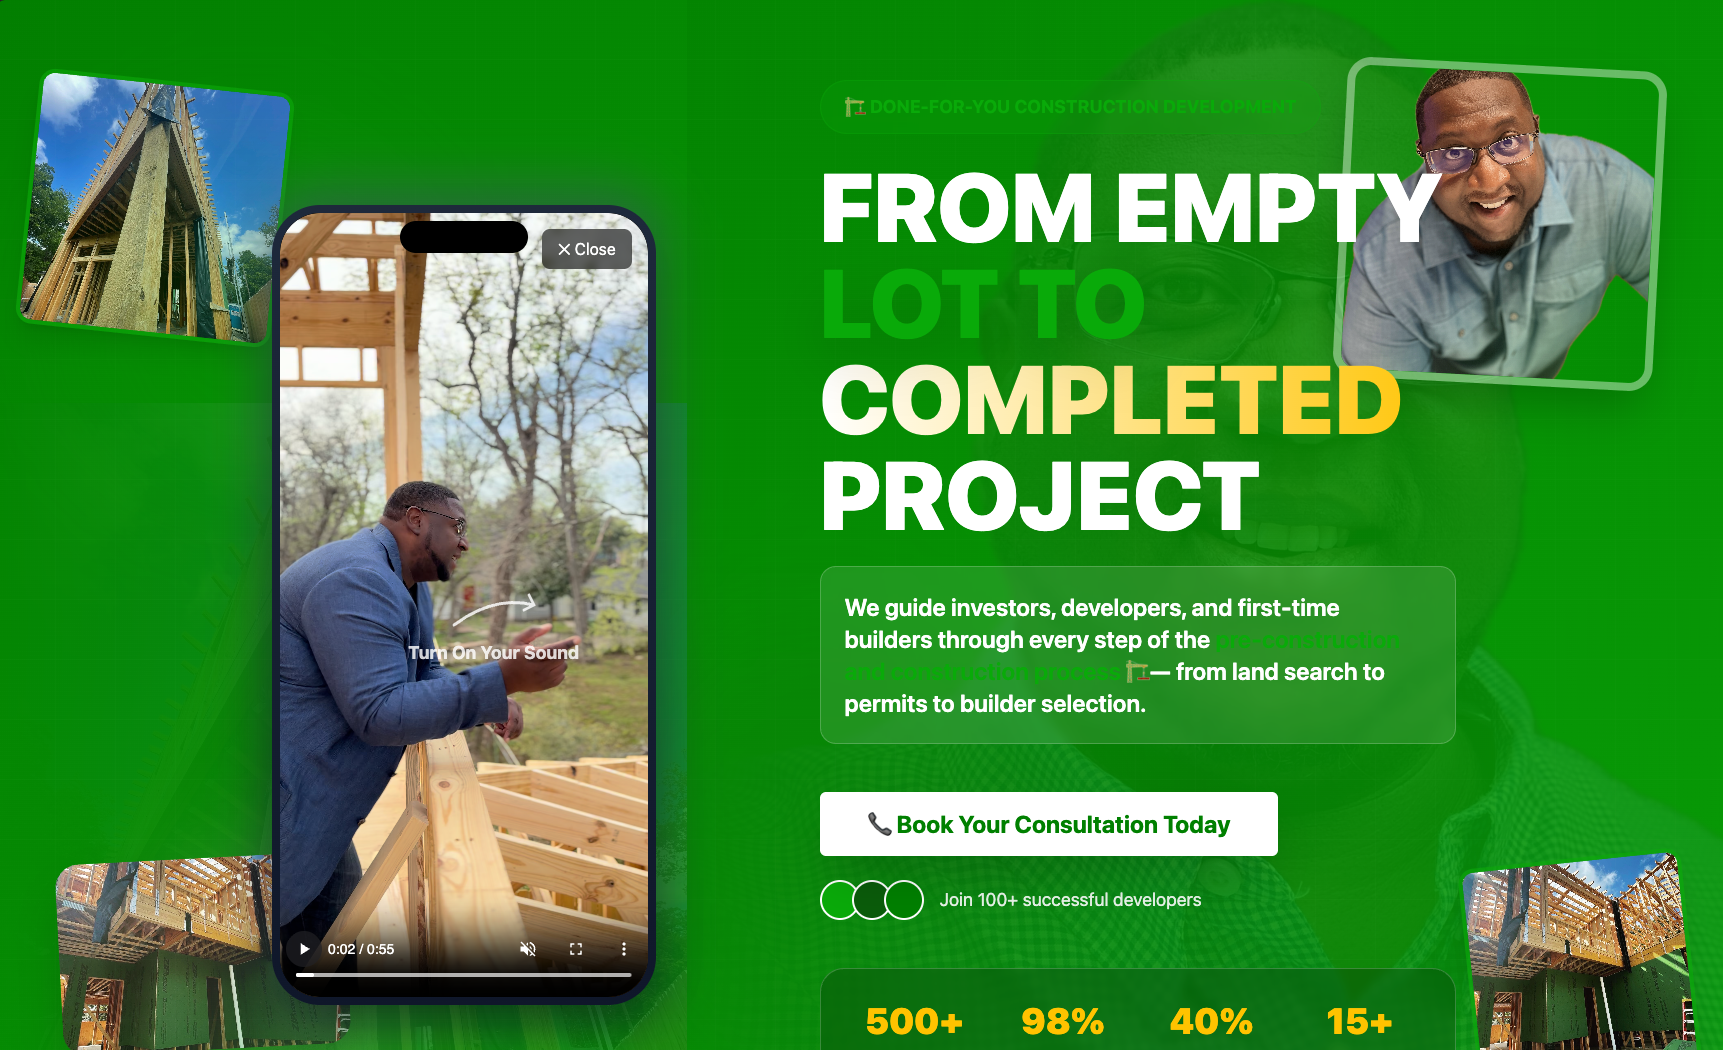 🏗️ DONE-FOR-YOU CONSTRUCTION DEVELOPMENT
FROM EMPTY
LOT TO
COMPLETED
PROJECT
✕ Close
Turn On Your Sound
0:02 / 0:55
We guide investors, developers, and first-time
builders through every step of the pre-construction
and construction process 🏗️ — from land search to
permits to builder selection.
📞 Book Your Consultation Today
Join 100+ successful developers
500+ 98% 40% 15+